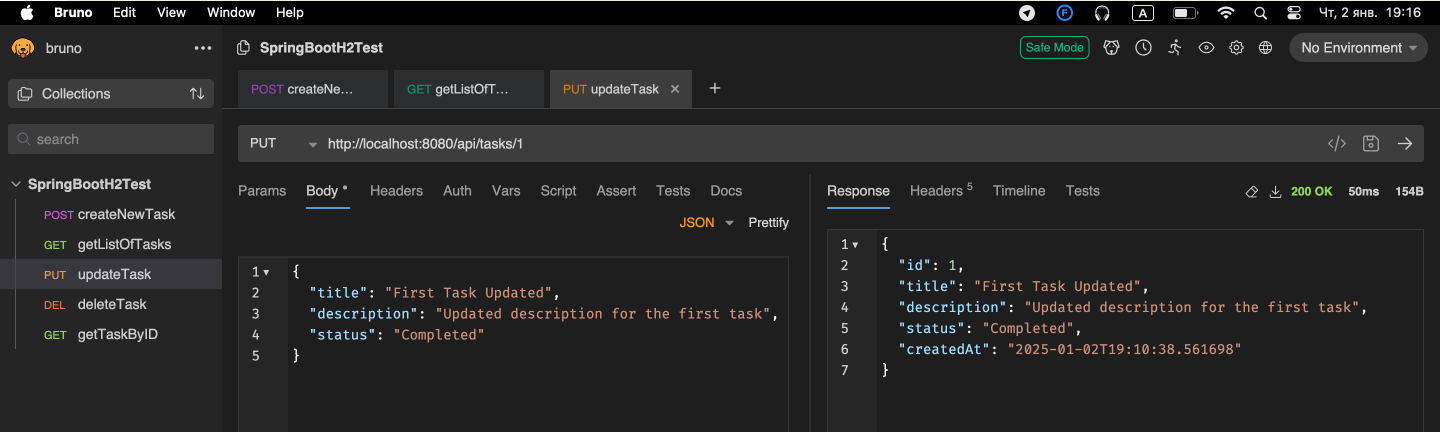 Bruno Edit View Window Help F A Чт, 2 янв. 19:16
bruno ••• SpringBootH2Test Safe Mode No Environment
Collections
POST createNe... GET getListOfT... PUT updateTask × +
search
PUT http://localhost:8080/api/tasks/1 </>
SpringBootH2Test
POST createNewTask
GET getListOfTasks
PUT updateTask
DEL deleteTask
GET getTaskByID
Params Body • Headers Auth Vars Script Assert Tests Docs
JSON Prettify
1 {
2 "title": "First Task Updated",
3 "description": "Updated description for the first task",
4 "status": "Completed"
5 }
Response Headers 5 Timeline Tests 200 OK 50ms 154B
1 {
2 "id": 1,
3 "title": "First Task Updated",
4 "description": "Updated description for the first task",
5 "status": "Completed",
6 "createdAt": "2025-01-02T19:10:38.561698"
7 }